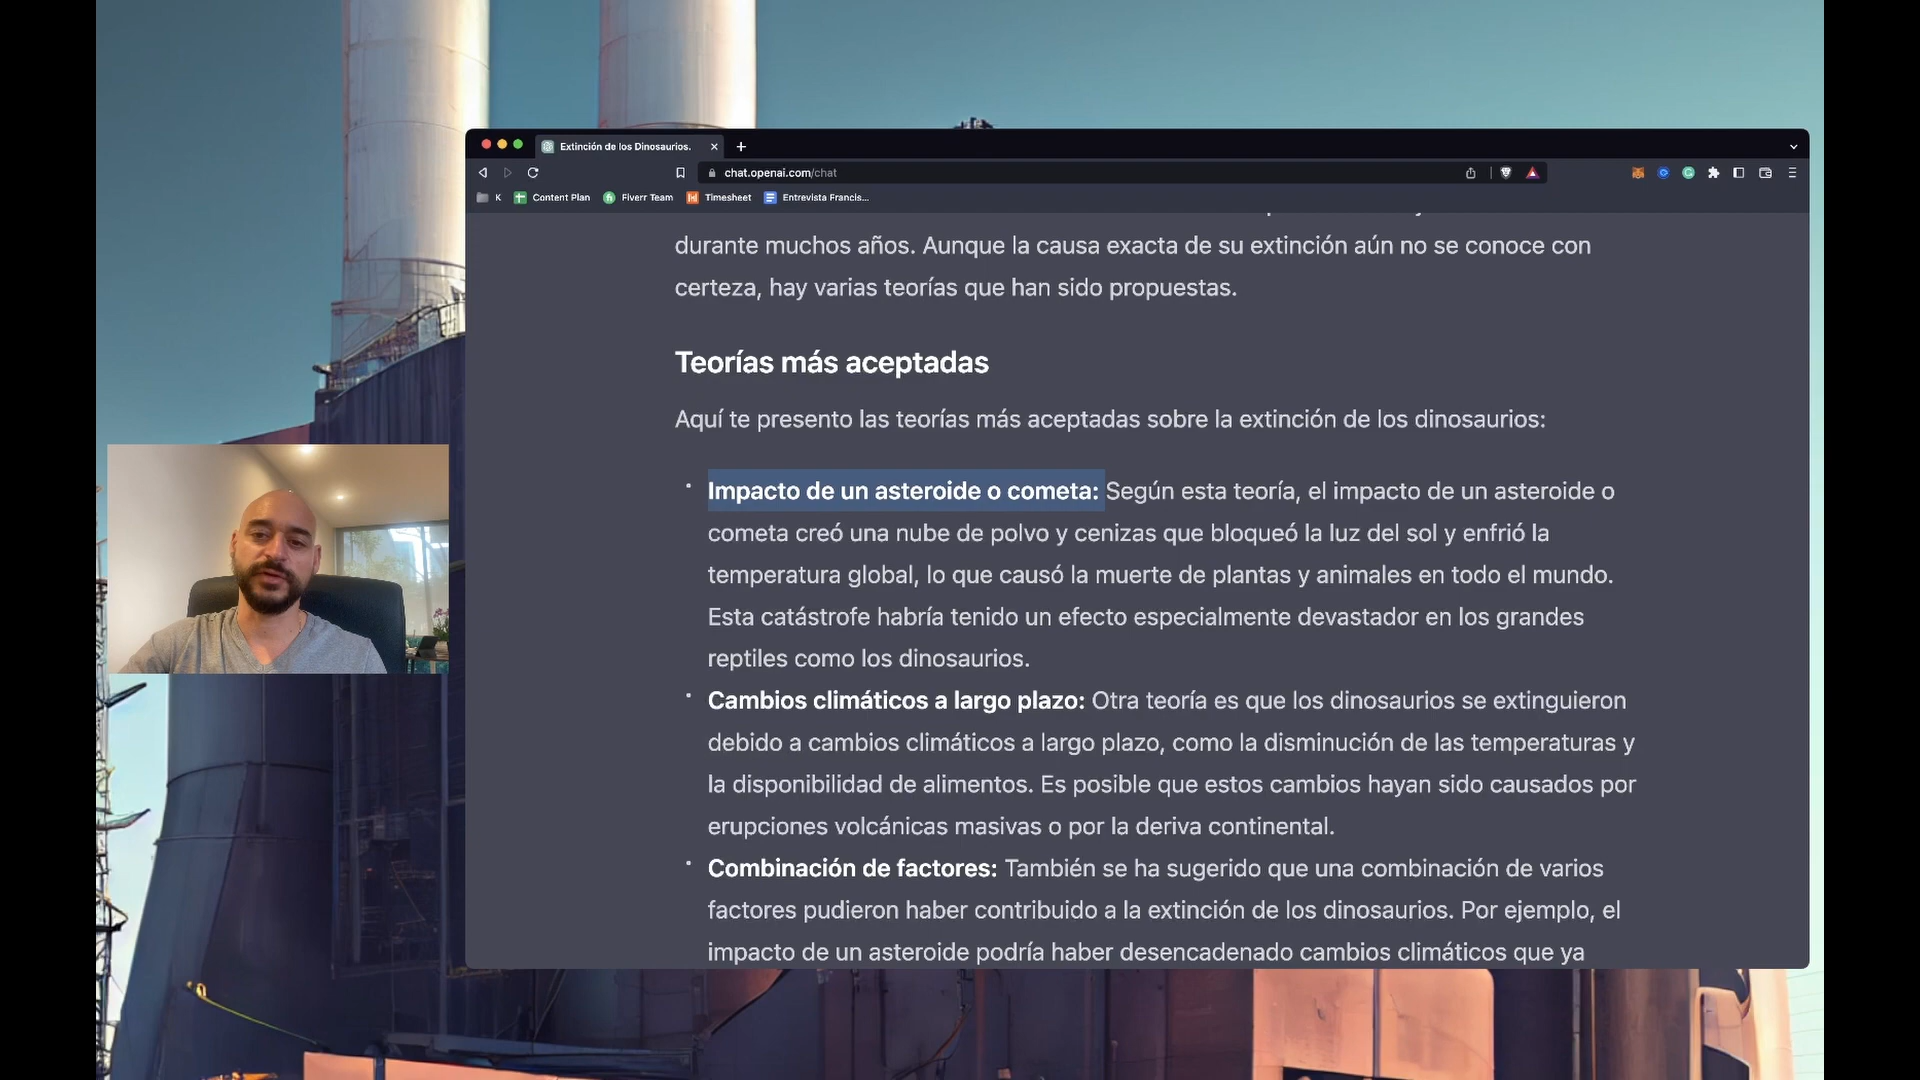 Extinción de los Dinosaurios.
chat.openai.com/chat
K Content Plan Fiverr Team Timesheet Entrevista Francis...
durante muchos años. Aunque la causa exacta de su extinción aún no se conoce con
certeza, hay varias teorías que han sido propuestas.
Teorías más aceptadas
Aquí te presento las teorías más aceptadas sobre la extinción de los dinosaurios:
Impacto de un asteroide o cometa: Según esta teoría, el impacto de un asteroide o
cometa creó una nube de polvo y cenizas que bloqueó la luz del sol y enfrió la
temperatura global, lo que causó la muerte de plantas y animales en todo el mundo.
Esta catástrofe habría tenido un efecto especialmente devastador en los grandes
reptiles como los dinosaurios.
Cambios climáticos a largo plazo: Otra teoría es que los dinosaurios se extinguieron
debido a cambios climáticos a largo plazo, como la disminución de las temperaturas y
la disponibilidad de alimentos. Es posible que estos cambios hayan sido causados por
erupciones volcánicas masivas o por la deriva continental.
Combinación de factores: También se ha sugerido que una combinación de varios
factores pudieron haber contribuido a la extinción de los dinosaurios. Por ejemplo, el
impacto de un asteroide podría haber desencadenado cambios climáticos que ya